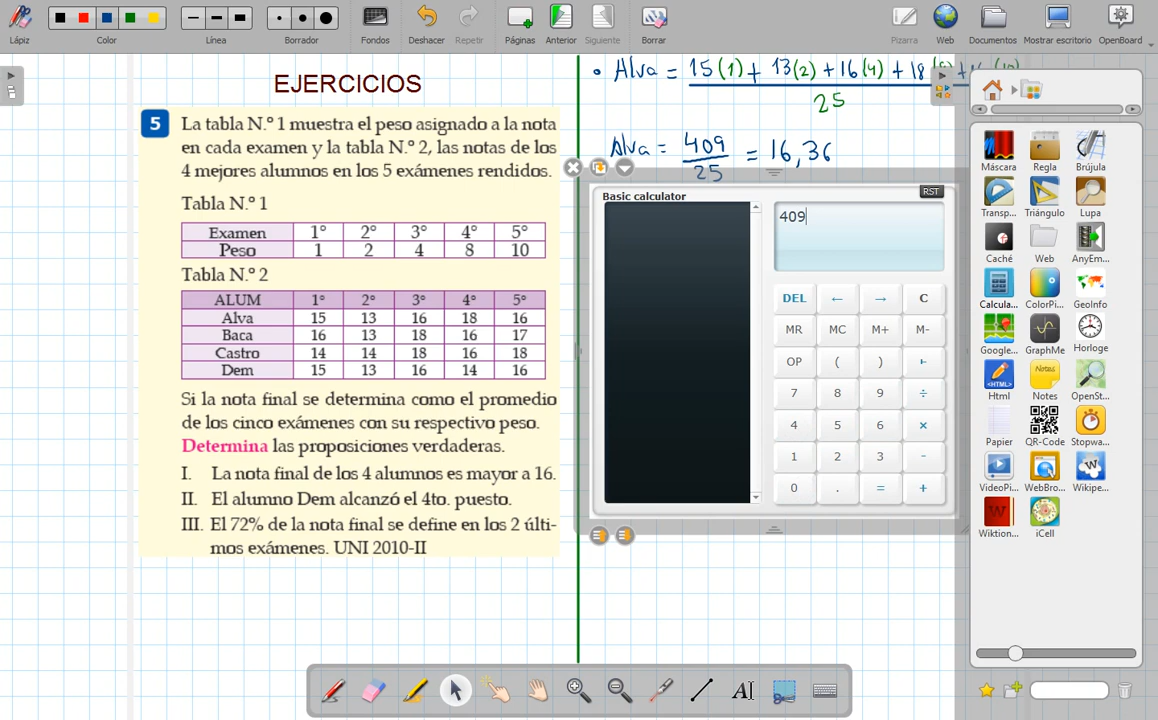 Lápiz
Color
Línea
Borrador
Fondos
Deshacer
Repetir
Páginas
Anterior
Siguiente
Borrar
Pizarra
Web
Documentos
Mostrar escritorio
OpenBoard
EJERCICIOS
5
La tabla N.º 1 muestra el peso asignado a la nota
en cada examen y la tabla N.º 2, las notas de los
4 mejores alumnos en los 5 exámenes rendidos.
Tabla N.º 1
Examen 1° 2° 3° 4° 5°
Peso 1 2 4 8 10
Tabla N.º 2
ALUM 1° 2° 3° 4° 5°
Alva 15 13 16 18 16
Baca 16 13 18 16 17
Castro 14 14 18 16 18
Dem 15 13 16 14 16
Si la nota final se determina como el promedio
de los cinco exámenes con su respectivo peso.
Determina las proposiciones verdaderas.
I. La nota final de los 4 alumnos es mayor a 16.
II. El alumno Dem alcanzó el 4to. puesto.
III. El 72% de la nota final se define en los 2 últi-
mos exámenes. UNI 2010-II
• Alva = 15(1) + 13(2) + 16(4) + 18
25
Alva = 409/25 = 16,36
Basic calculator
RST
409
DEL ← → C
MR MC M+ M-
OP ( ) +-
7 8 9 ÷
4 5 6 ×
1 2 3 -
0 . = +
Máscara Regla Brújula
Transp... Triángulo Lupa
Caché Web AnyEm...
Calcula... ColorPi... GeoInfo
Google... GraphMe Horloge
<HTML>
Notes
Html Notes OpenSt...
Papier QR-Code Stopwa...
VideoPi... WebBro... Wikipe...
Wiktion... iCell